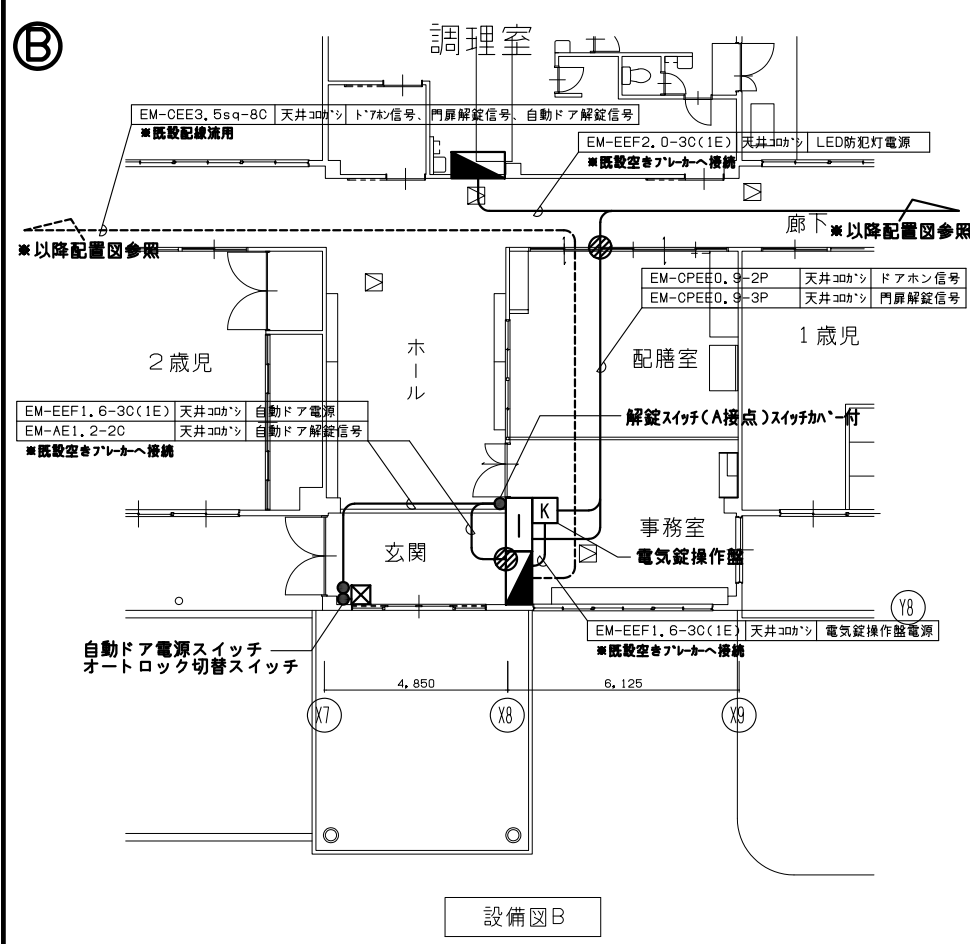 B
調理室
EM-CEE3.5sq-8C 天井コロガシ ドアホン信号、門扉解錠信号、自動ドア解錠信号
※既設配線流用
EM-EEF2.0-3C(1E) 天井コロガシ LED防犯灯電源
※既設空きブレーカーへ接続
廊下
※以降配置図参照
※以降配置図参照
EM-CPEE0.9-2P 天井コロガシ ドアホン信号
EM-CPEE0.9-3P 天井コロガシ 門扉解錠信号
2歳児
ホール
配膳室
1歳児
EM-EEF1.6-3C(1E) 天井コロガシ 自動ドア電源
EM-AE1.2-2C 天井コロガシ 自動ドア解錠信号
※既設空きブレーカーへ接続
解錠スイッチ(A接点)スイッチカバー付
K
I
事務室
玄関
電気錠操作盤
Y8
EM-EEF1.6-3C(1E) 天井コロガシ 電気錠操作盤電源
※既設空きブレーカーへ接続
自動ドア電源スイッチ
オートロック切替スイッチ
4,850
6,125
X7
X8
X9
設備図B